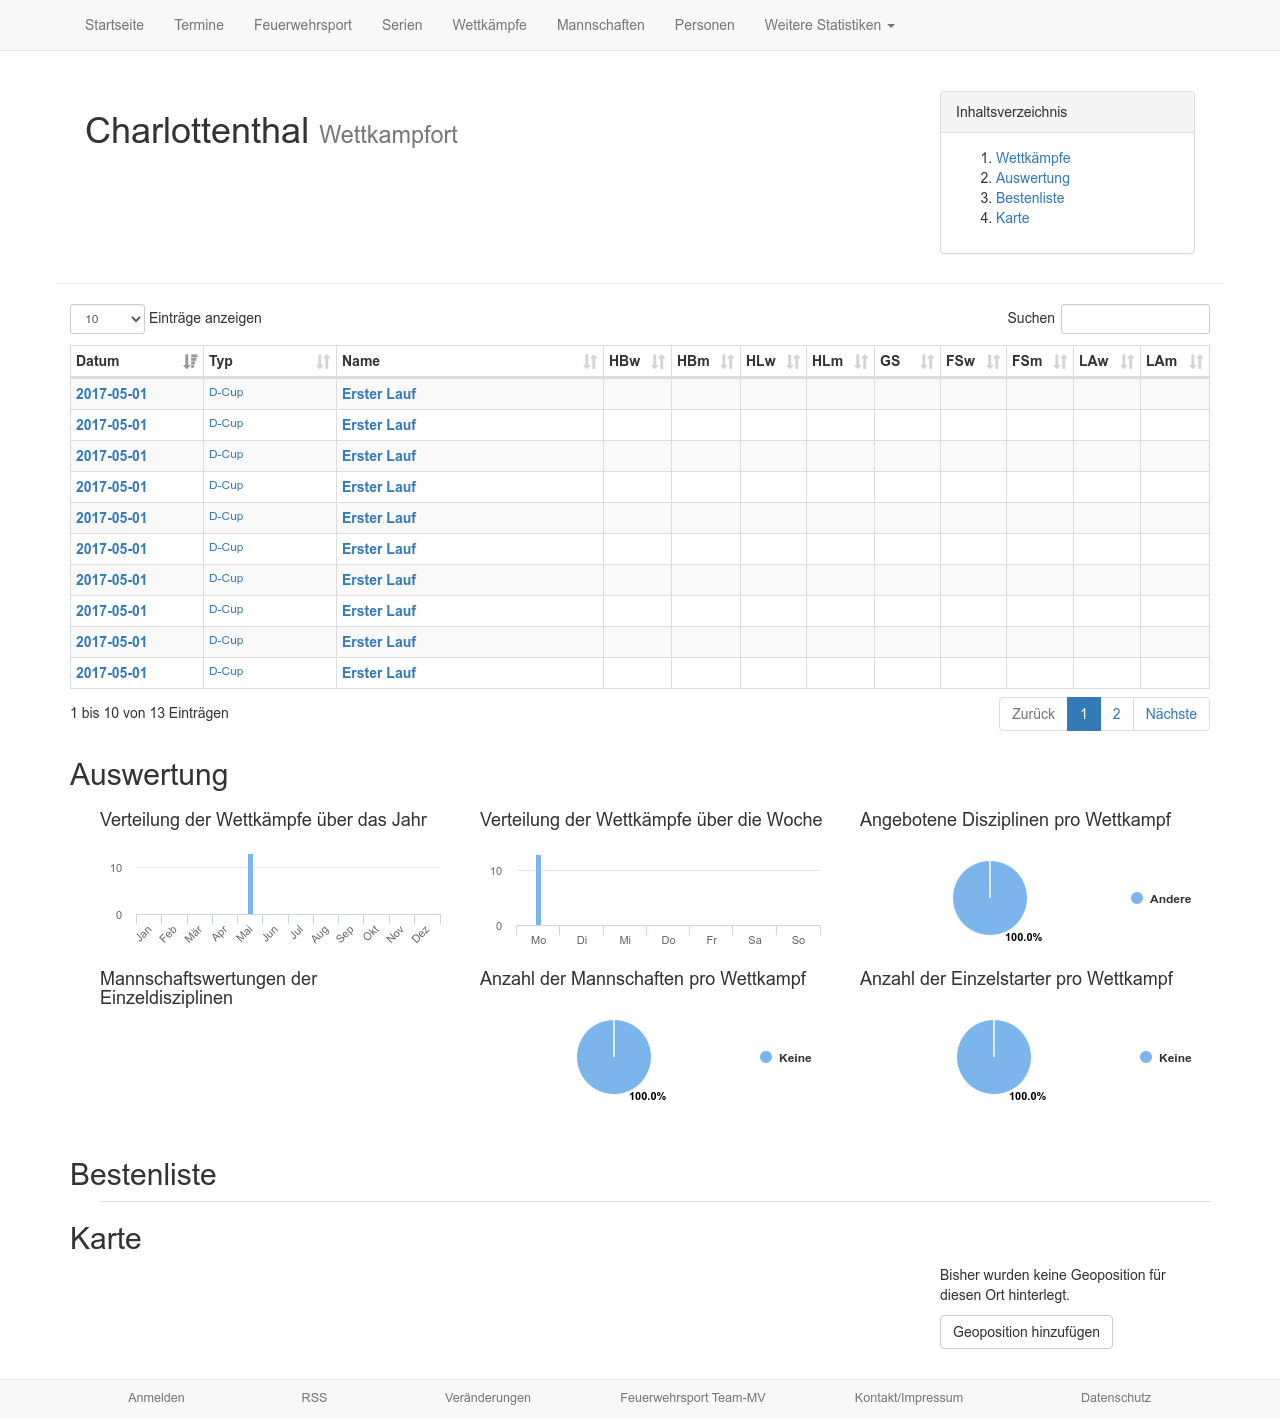 Startseite Termine Feuerwehrsport Serien Wettkämpfe Mannschaften Personen Weitere Statistiken
Charlottenthal Wettkampfort
Inhaltsverzeichnis
1. Wettkämpfe
2. Auswertung
3. Bestenliste
4. Karte
10 Einträge anzeigen Suchen
Datum Typ Name HBw HBm HLw HLm GS FSw FSm LAw LAm
2017-05-01 D-Cup Erster Lauf
2017-05-01 D-Cup Erster Lauf
2017-05-01 D-Cup Erster Lauf
2017-05-01 D-Cup Erster Lauf
2017-05-01 D-Cup Erster Lauf
2017-05-01 D-Cup Erster Lauf
2017-05-01 D-Cup Erster Lauf
2017-05-01 D-Cup Erster Lauf
2017-05-01 D-Cup Erster Lauf
2017-05-01 D-Cup Erster Lauf
1 bis 10 von 13 Einträgen Zurück 1 2 Nächste
Auswertung
Verteilung der Wettkämpfe über das Jahr
10
0
Jan Feb Mär Apr Mai Jun Jul Aug Sep Okt Nov Dez
Verteilung der Wettkämpfe über die Woche
10
0
Mo Di Mi Do Fr Sa So
Angebotene Disziplinen pro Wettkampf
Andere
100.0%
Mannschaftswertungen der
Einzeldisziplinen
Anzahl der Mannschaften pro Wettkampf
Keine
100.0%
Anzahl der Einzelstarter pro Wettkampf
Keine
100.0%
Bestenliste
Karte
Bisher wurden keine Geoposition für
diesen Ort hinterlegt.
Geoposition hinzufügen
Anmelden RSS Veränderungen Feuerwehrsport Team-MV Kontakt/Impressum Datenschutz